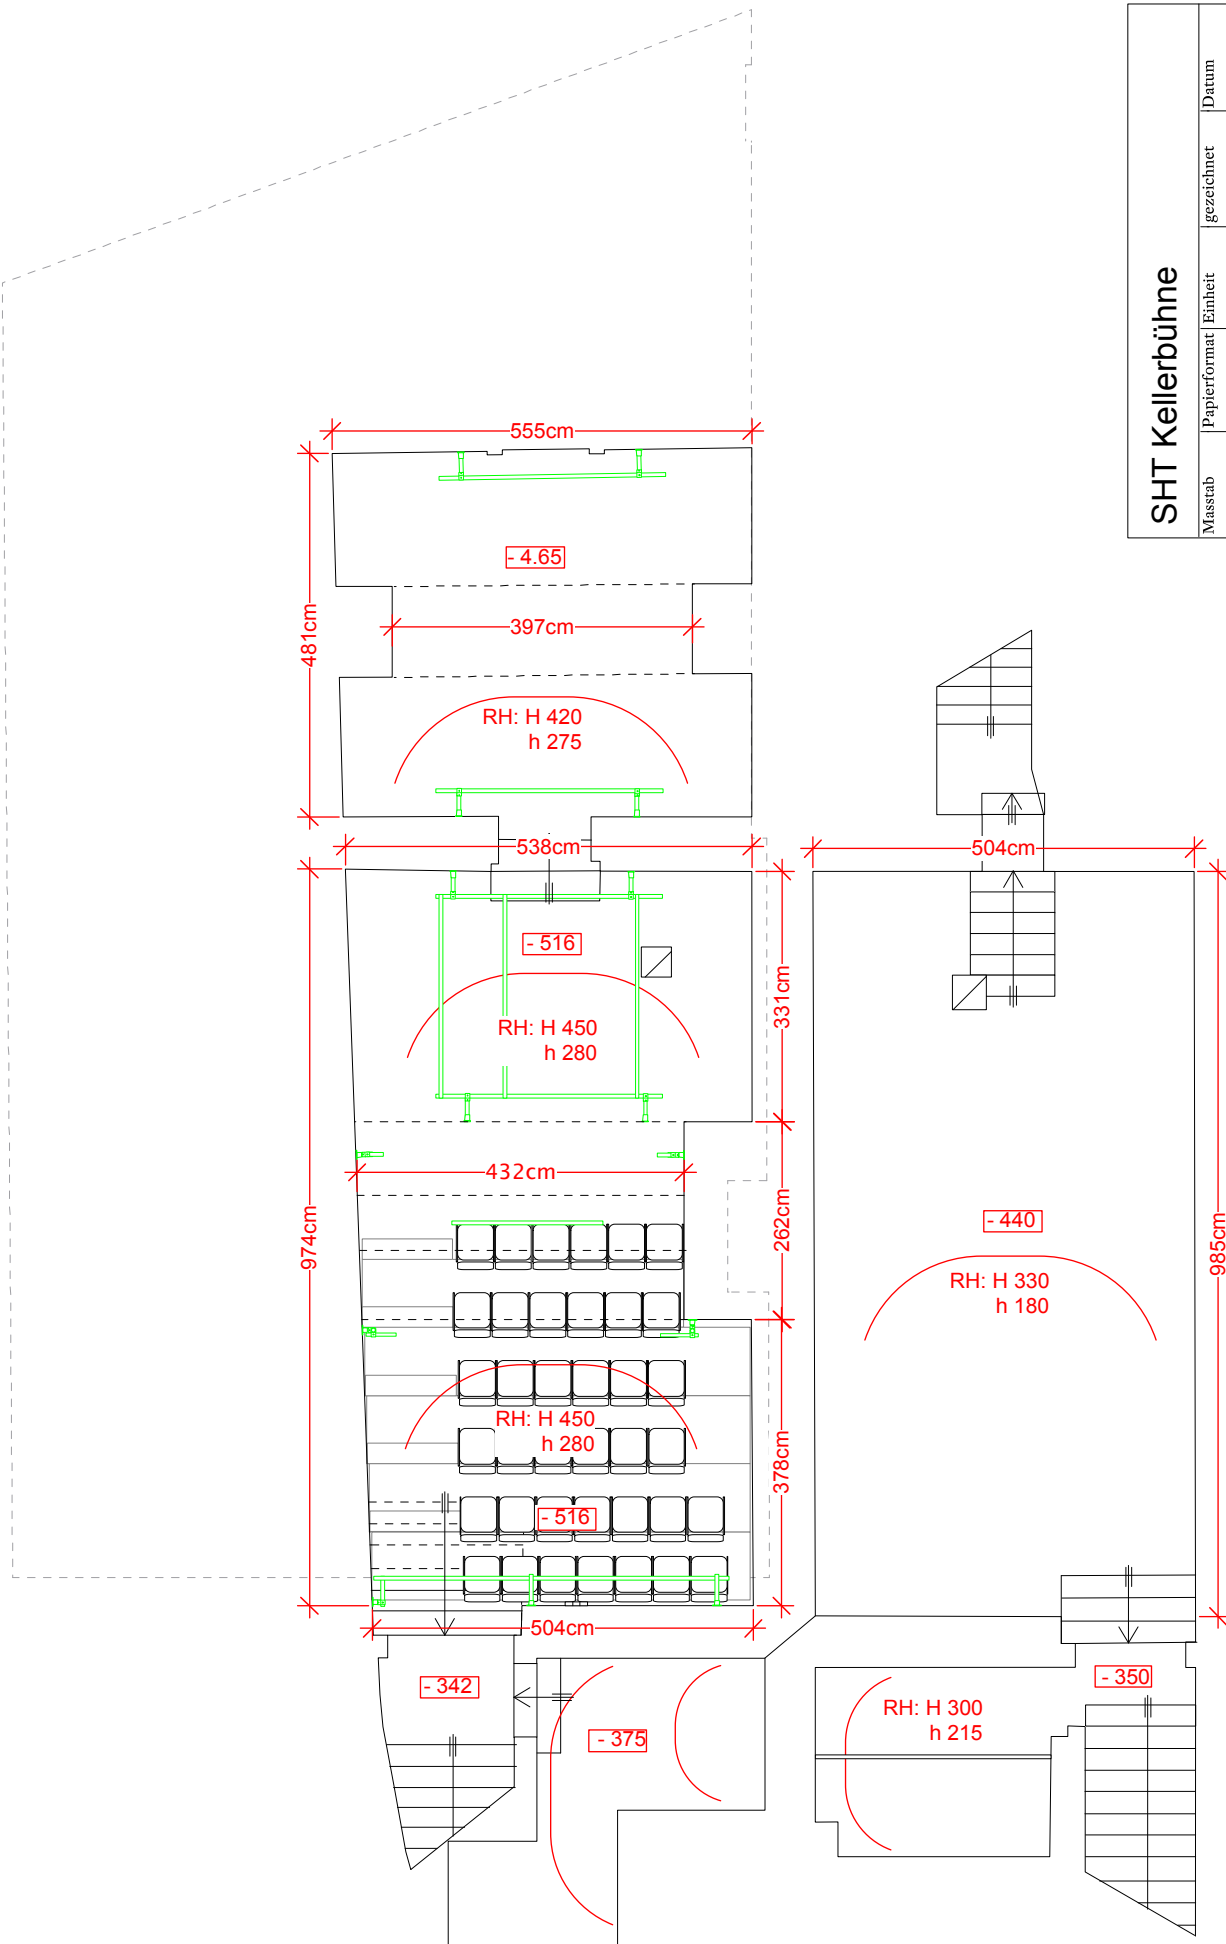 SHT Kellerbühne
Masstab Papierformat Einheit gezeichnet Datum
555cm
481cm
- 4.65
397cm
RH: H 420
h 275
538cm
504cm
- 516
331cm
RH: H 450
h 280
432cm
974cm
262cm
- 440
985cm
RH: H 330
h 180
RH: H 450
h 280
378cm
- 516
504cm
- 342
- 350
RH: H 300
h 215
- 375